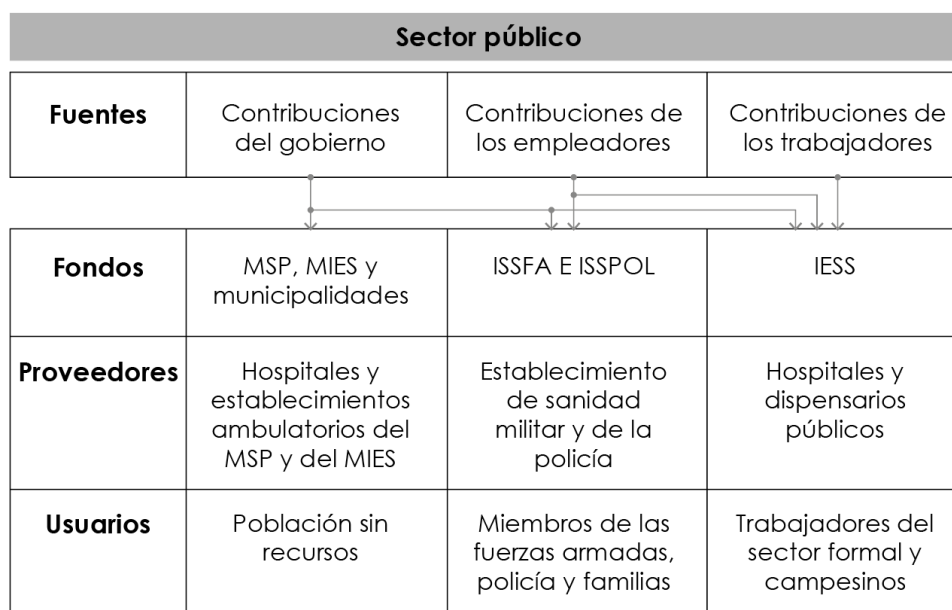 Sector público
Fuentes
Contribuciones
del gobierno
Contribuciones de
los empleadores
Contribuciones de
los trabajadores
Fondos
MSP, MIES y
municipalidades
ISSFA E ISSPOL
IESS
Proveedores
Hospitales y
establecimientos
ambulatorios del
MSP y del MIES
Establecimiento
de sanidad
militar y de la
policía
Hospitales y
dispensarios
públicos
Usuarios
Población sin
recursos
Miembros de las
fuerzas armadas,
policía y familias
Trabajadores del
sector formal y
campesinos